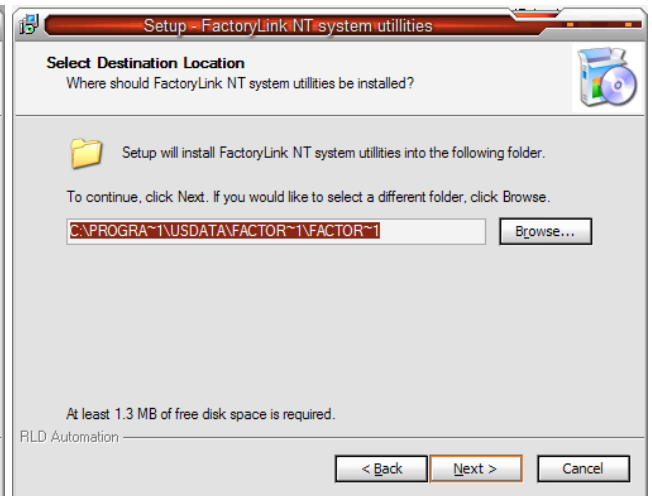 Setup - FactoryLink NT system utillities
Select Destination Location
Where should FactoryLink NT system utilities be installed?
Setup will install FactoryLink NT system utilities into the following folder.
To continue, click Next. If you would like to select a different folder, click Browse.
C:\PROGRA~1\USDATA\FACTOR~1\FACTOR~1
Browse...
At least 1.3 MB of free disk space is required.
RLD Automation
< Back
Next >
Cancel